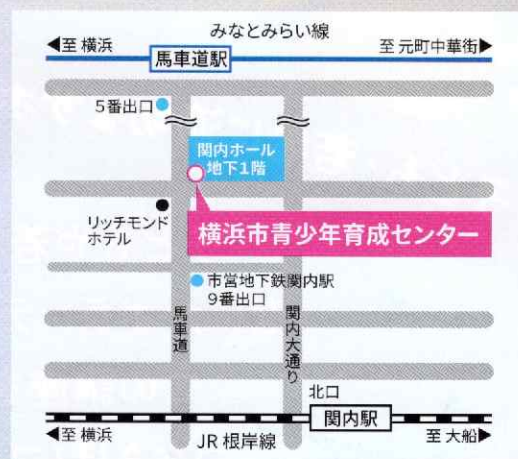 みなとみらい線
◀至 横浜
至 元町中華街▶
馬車道駅
5番出口
関内ホール
地下1階
リッチモンド
ホテル
横浜市青少年育成センター
市営地下鉄関内駅
9番出口
馬車道
関内大通り
北口
関内駅
◀至 横浜
JR 根岸線
至 大船▶